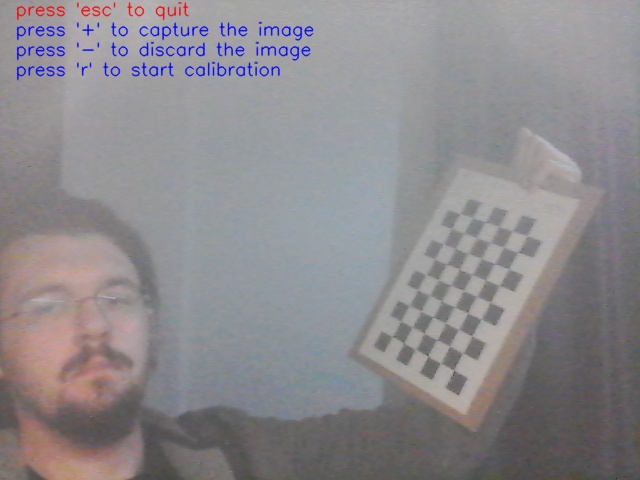 press 'esc' to quit
press '+' to capture the image
press '-' to discard the image
press 'r' to start calibration